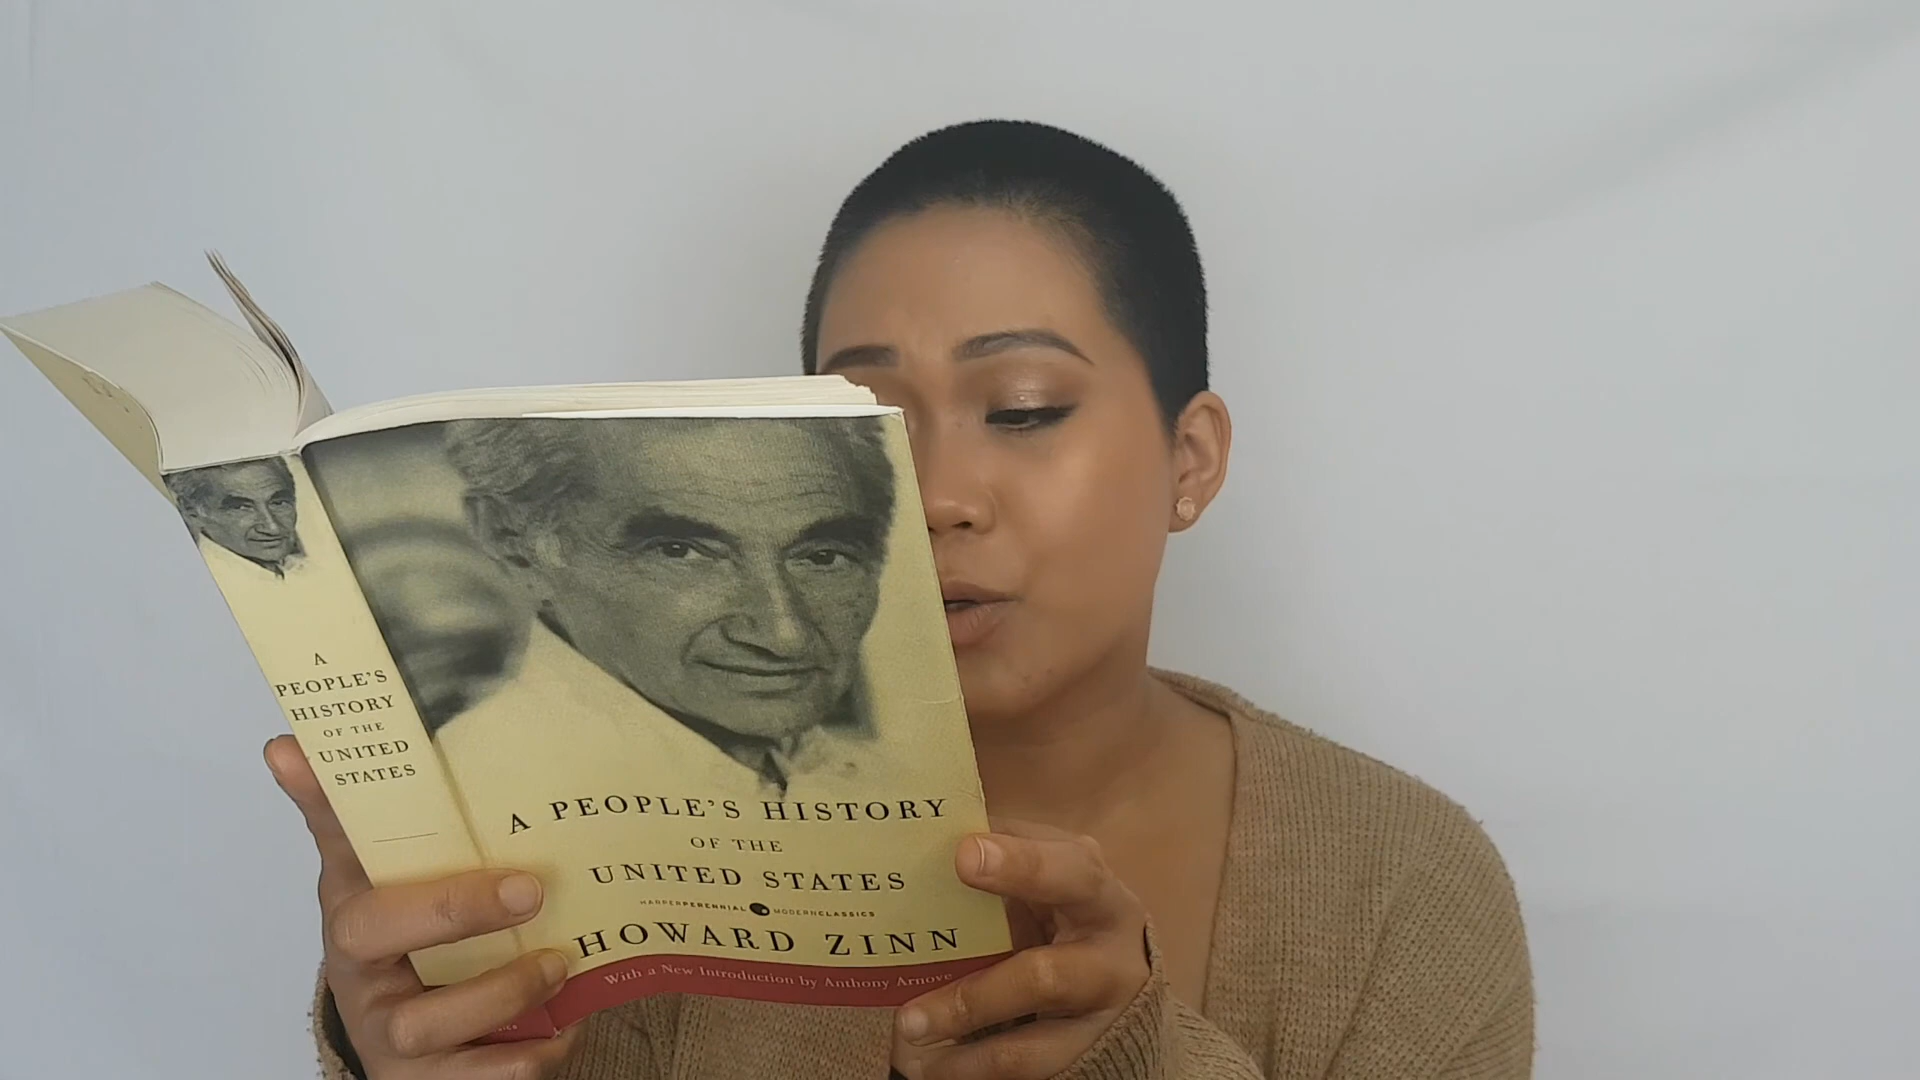 A
PEOPLE'S
HISTORY
OF THE
UNITED
STATES
A PEOPLE'S HISTORY
OF THE
UNITED STATES
HARPERPERENNIAL MODERNCLASSICS
HOWARD ZINN
With a New Introduction by Anthony Arnove